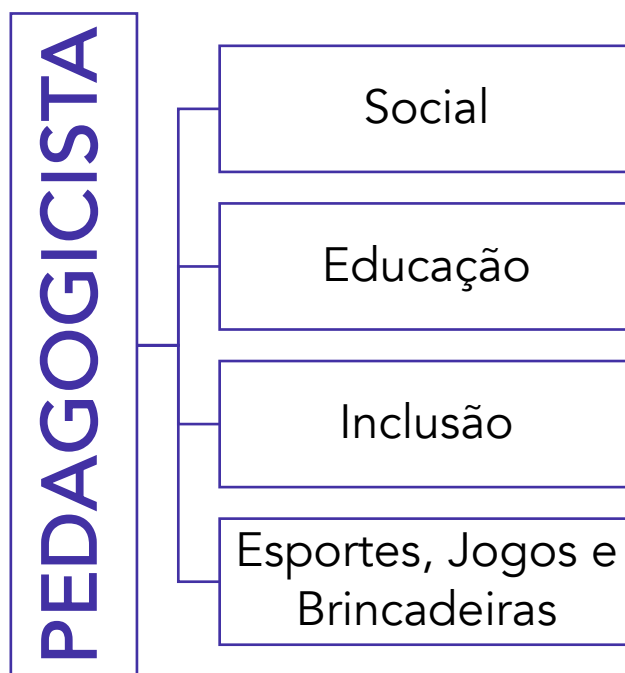 PEDAGOGICISTA
Social
Educação
Inclusão
Esportes, Jogos e
Brincadeiras